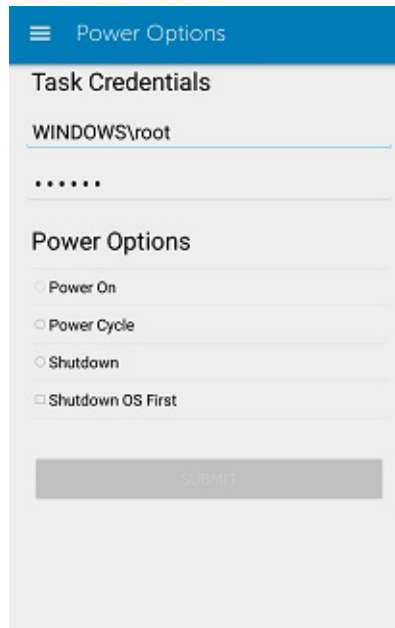 Power Options
Task Credentials
WINDOWS\root
••••••
Power Options
Power On
Power Cycle
Shutdown
Shutdown OS First
SUBMIT